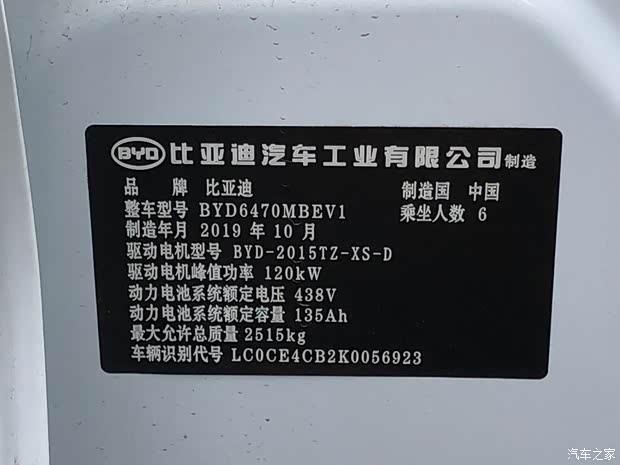 BYD 比亚迪汽车工业有限公司 制造
品 牌 比亚迪 制造国 中国
整车型号 BYD6470MBEV1 乘坐人数 6
制造年月 2019 年 10 月
驱动电机型号 BYD-2015TZ-XS-D
驱动电机峰值功率 120kW
动力电池系统额定电压 438V
动力电池系统额定容量 135Ah
最大允许总质量 2515kg
车辆识别代号 LC0CE4CB2K0056923
汽车之家